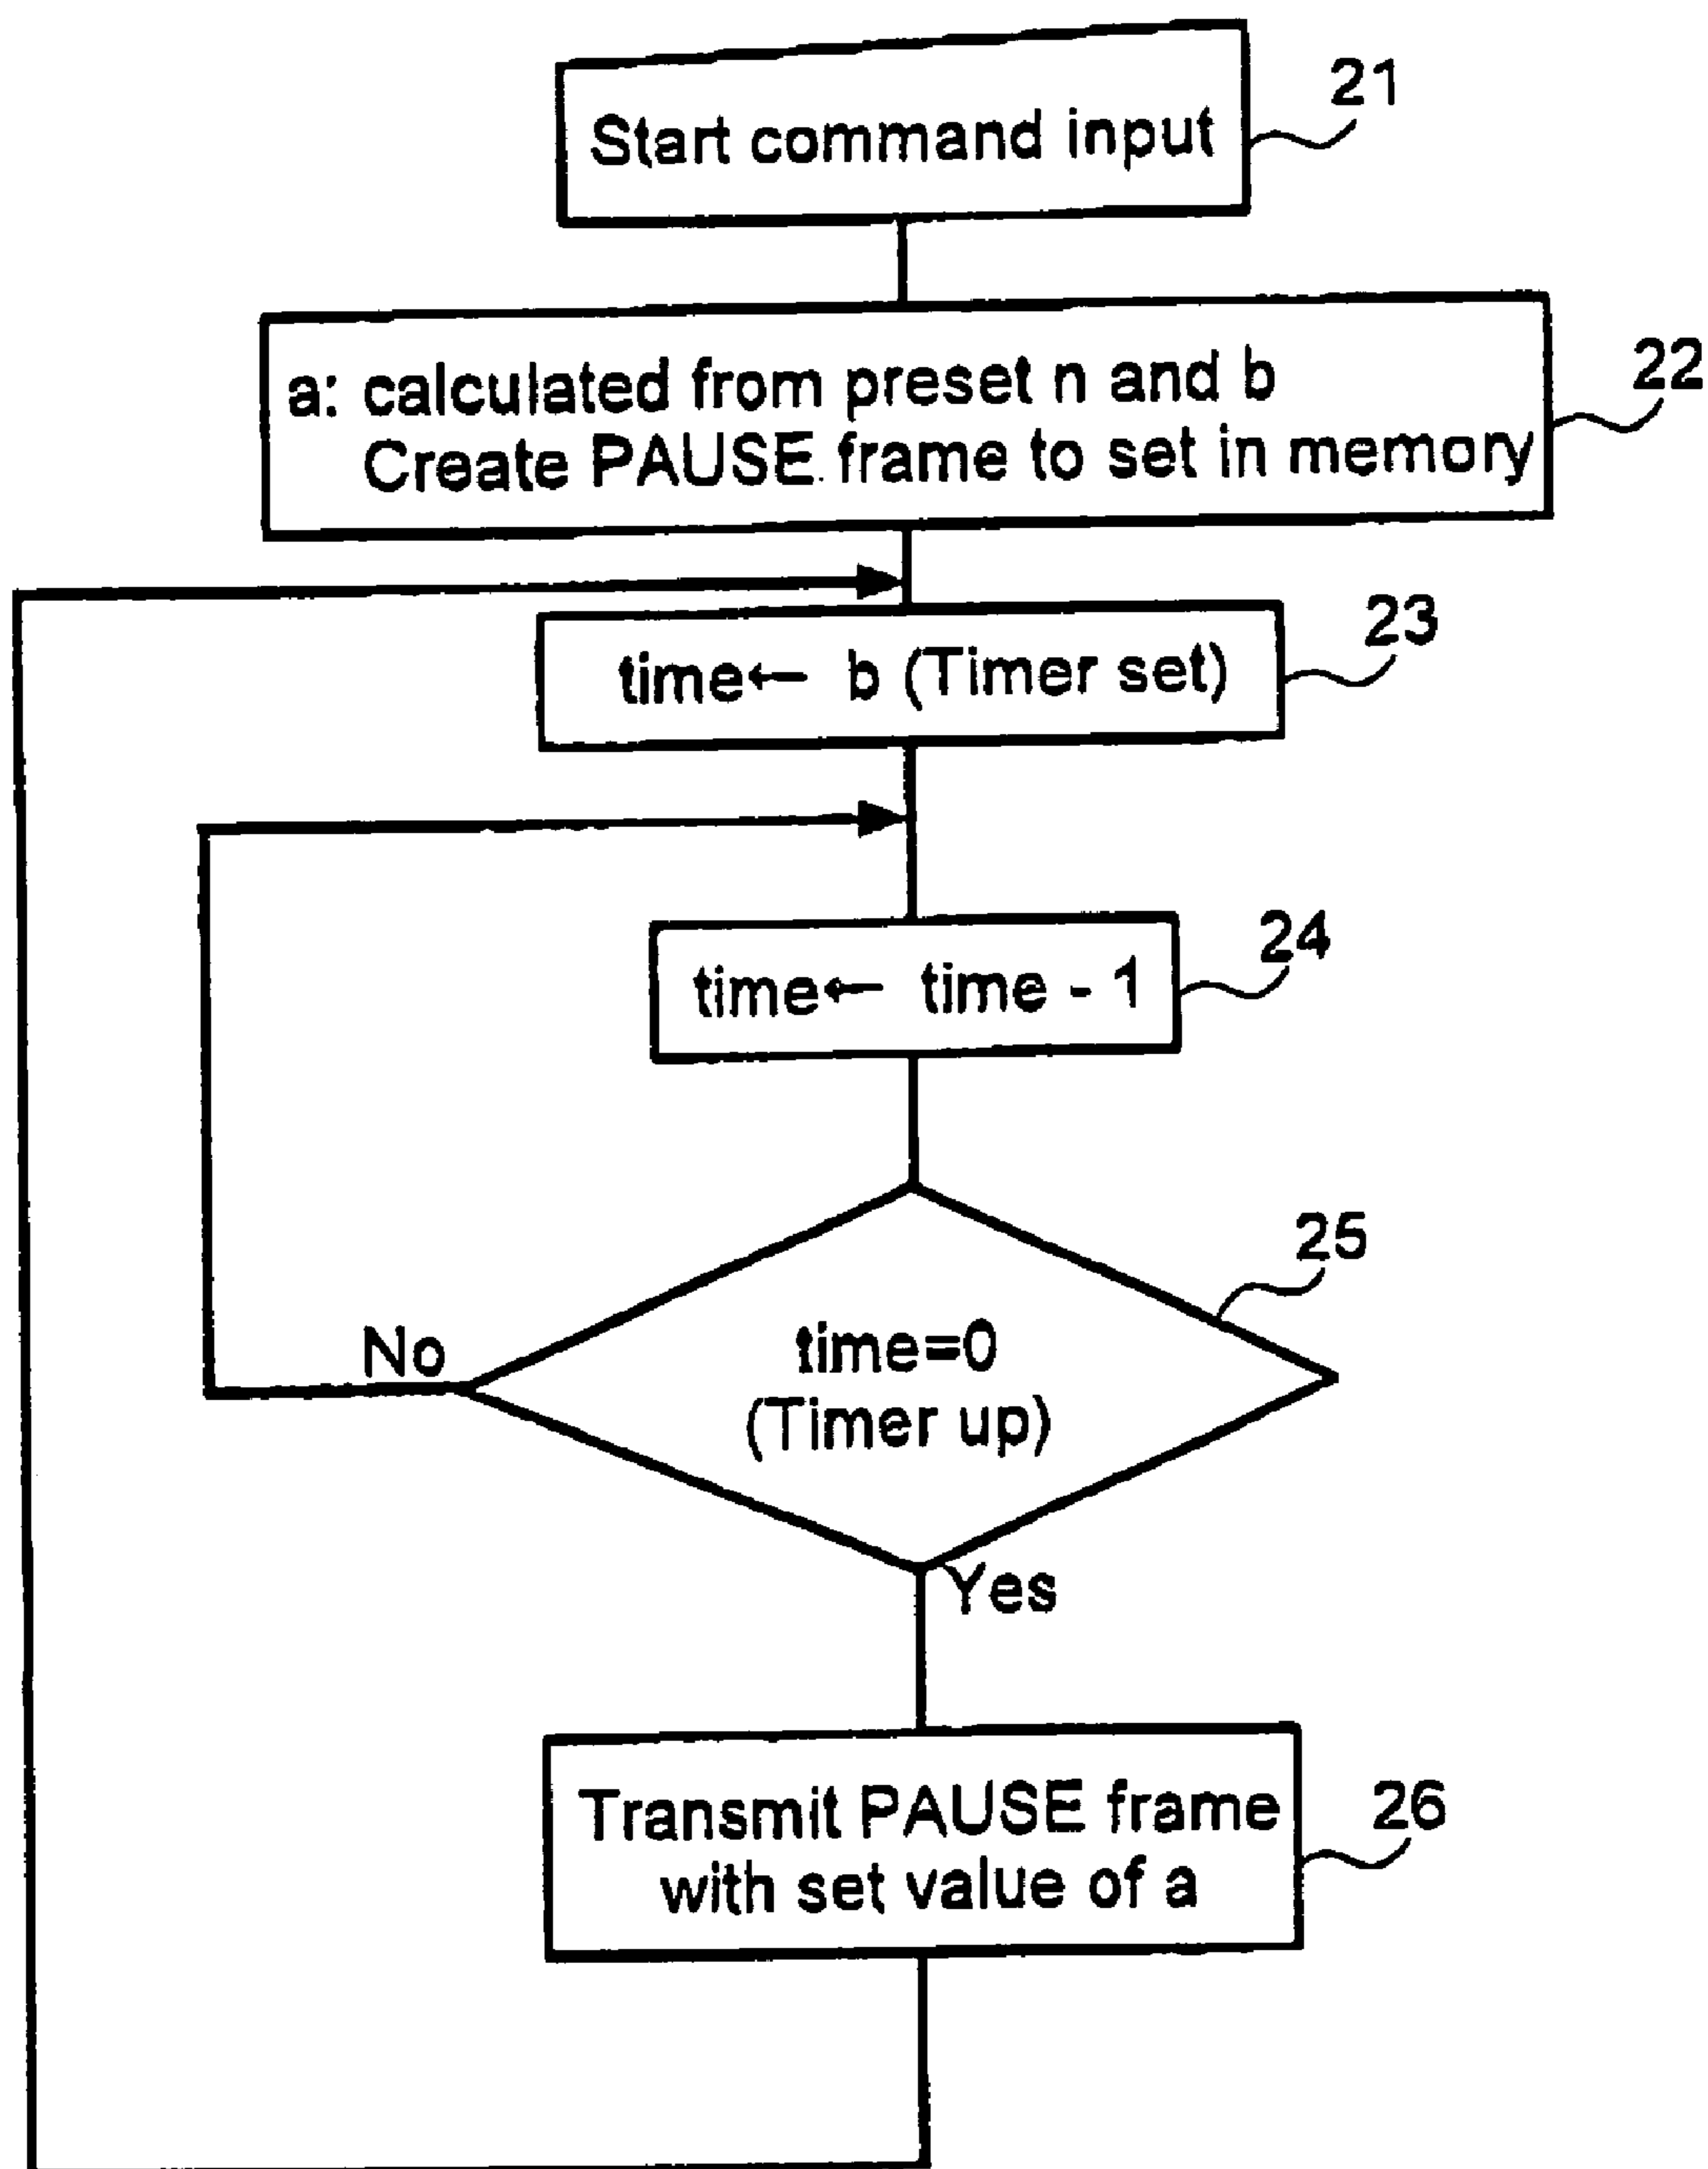 21
Start command input
22
a: calculated from preset n and b
Create PAUSE frame to set in memory
23
time← b (Timer set)
24
time← time - 1
25
time=0
(Timer up)
No
Yes
26
Transmit PAUSE frame
with set value of a